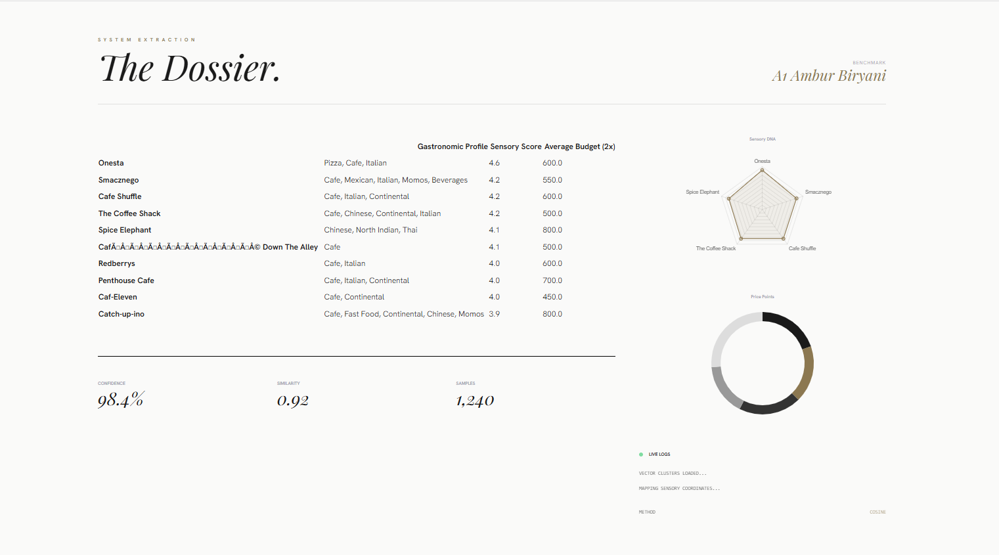 SYSTEM EXTRACTION
The Dossier.
BENCHMARK
A1 Ambur Biryani
Gastronomic Profile Sensory Score Average Budget (2x)
Onesta Pizza, Cafe, Italian 4.6 600.0
Smacznego Cafe, Mexican, Italian, Momos, Beverages 4.2 550.0
Cafe Shuffle Cafe, Italian, Continental 4.2 600.0
The Coffee Shack Cafe, Chinese, Continental, Italian 4.2 500.0
Spice Elephant Chinese, North Indian, Thai 4.1 800.0
CafÃ□Â□Ã□Â□Ã□Â□Ã□Â□Ã□Â□Ã□Â□Ã□Â□Ã□Â© Down The Alley Cafe 4.1 500.0
Redberrys Cafe, Italian 4.0 600.0
Penthouse Cafe Cafe, Italian, Continental 4.0 700.0
Caf-Eleven Cafe, Continental 4.0 450.0
Catch-up-ino Cafe, Fast Food, Continental, Chinese, Momos 3.9 800.0
CONFIDENCE
98.4%
SIMILARITY
0.92
SAMPLES
1,240
Sensory DNA
Onesta
Spice Elephant
Smacznego
The Coffee Shack
Cafe Shuffle
Price Points
LIVE LOGS
VECTOR CLUSTERS LOADED...
MAPPING SENSORY COORDINATES...
METHOD COSINE